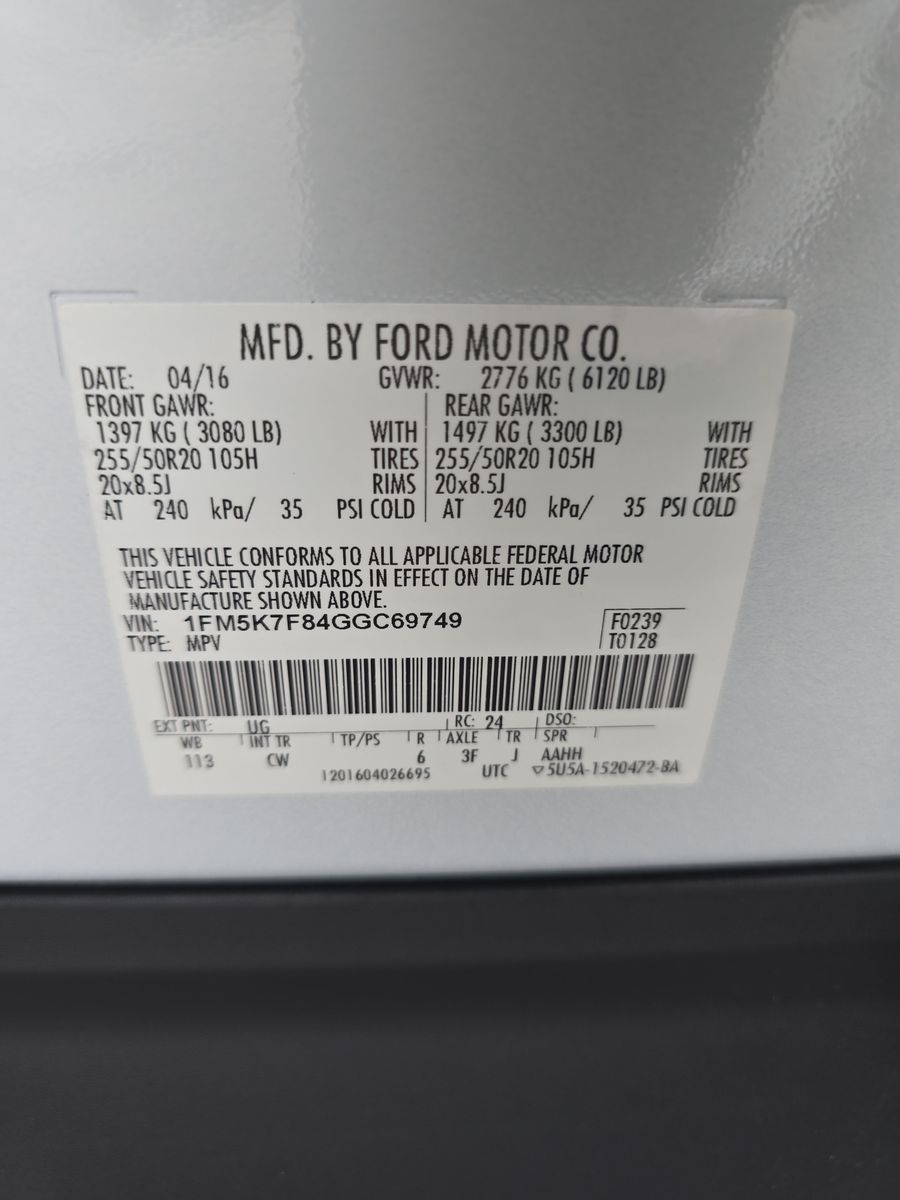 MFD. BY FORD MOTOR CO.
DATE: 04/16 GVWR: 2776 KG ( 6120 LB)
FRONT GAWR: REAR GAWR:
1397 KG ( 3080 LB) WITH 1497 KG ( 3300 LB) WITH
255/50R20 105H TIRES 255/50R20 105H TIRES
20x8.5J RIMS 20x8.5J RIMS
AT 240 kPa/ 35 PSI COLD AT 240 kPa/ 35 PSI COLD
THIS VEHICLE CONFORMS TO ALL APPLICABLE FEDERAL MOTOR
VEHICLE SAFETY STANDARDS IN EFFECT ON THE DATE OF
MANUFACTURE SHOWN ABOVE.
VIN: 1FM5K7F84GGC69749 F0239
TYPE: MPV T0128
EXT PNT: UG RC: 24 DSO:
WB INT TR TP/PS R AXLE TR SPR
113 CW 6 3F J AAHH
1201604026695 UTC ▽5U5A-1520472-BA